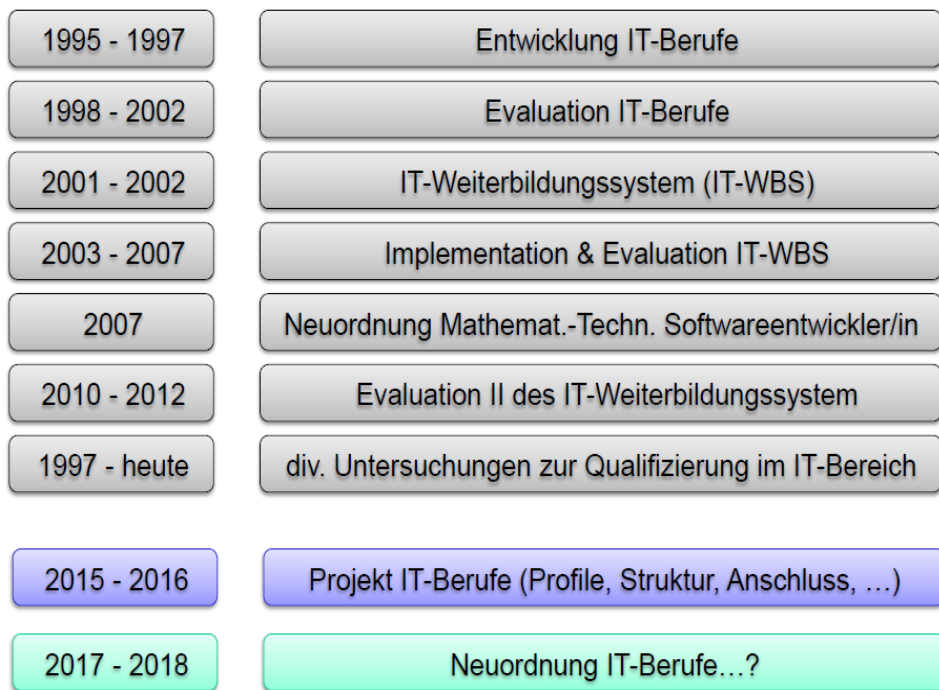 1995 - 1997 Entwicklung IT-Berufe
1998 - 2002 Evaluation IT-Berufe
2001 - 2002 IT-Weiterbildungssystem (IT-WBS)
2003 - 2007 Implementation & Evaluation IT-WBS
2007 Neuordnung Mathemat.-Techn. Softwareentwickler/in
2010 - 2012 Evaluation II des IT-Weiterbildungssystem
1997 - heute div. Untersuchungen zur Qualifizierung im IT-Bereich
2015 - 2016 Projekt IT-Berufe (Profile, Struktur, Anschluss, …)
2017 - 2018 Neuordnung IT-Berufe…?